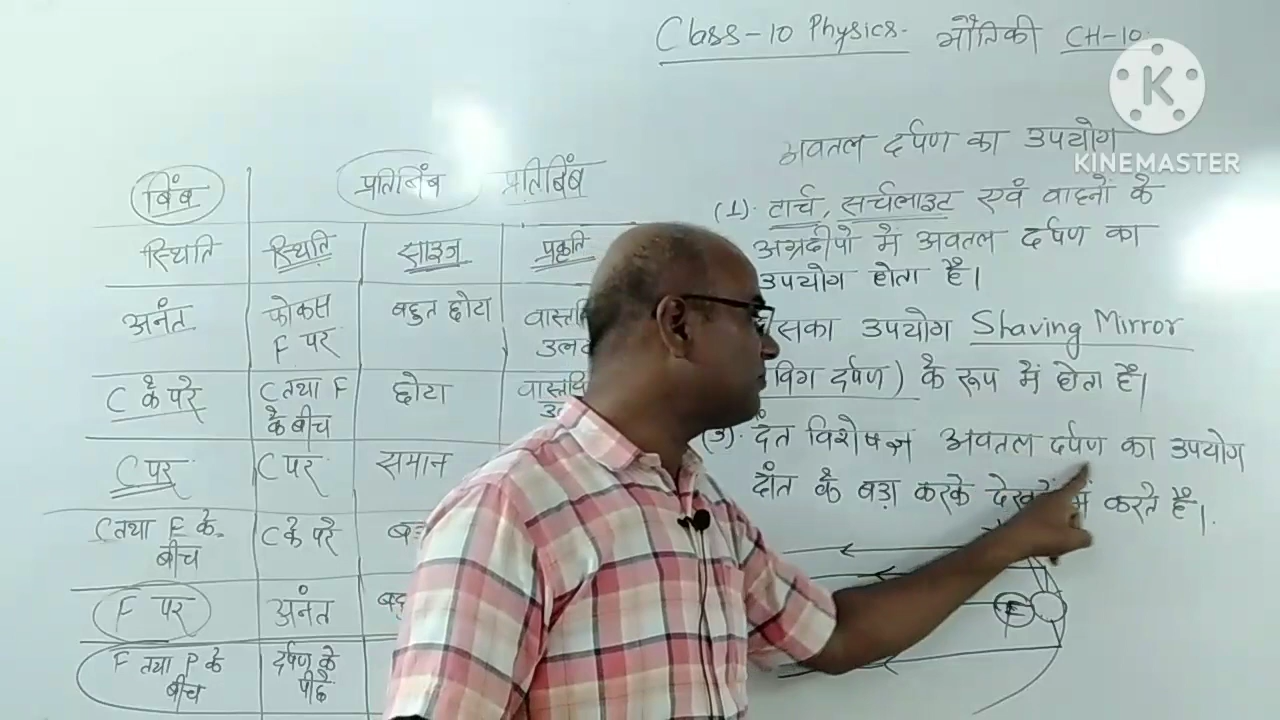 Class-10 Physics. भौतिकी CH-10.
KINEMASTER
अवतल दर्पण का उपयोग
(1). टार्च, सर्चलाइट एवं वाहनों के
अग्रदीपों में अवतल दर्पण का
उपयोग होता है।
उपयोग Shaving Mirror
दर्पण) के रूप में होता है।
(3). दंत विशेषज्ञ अवतल दर्पण का उपयोग
दांत के बड़ा करके देखने में करते है।
F
बिंब प्रतिबिंब प्रतिबिंब
स्थिति स्थिति साइज प्रकृति
अनंत फोकस F पर बहुत छोटा
C के परे C तथा F के बीच छोटा
C पर C पर समान
C तथा F के बीच C के परे
F पर अनंत
F तथा P के बीच दर्पण के पीछे